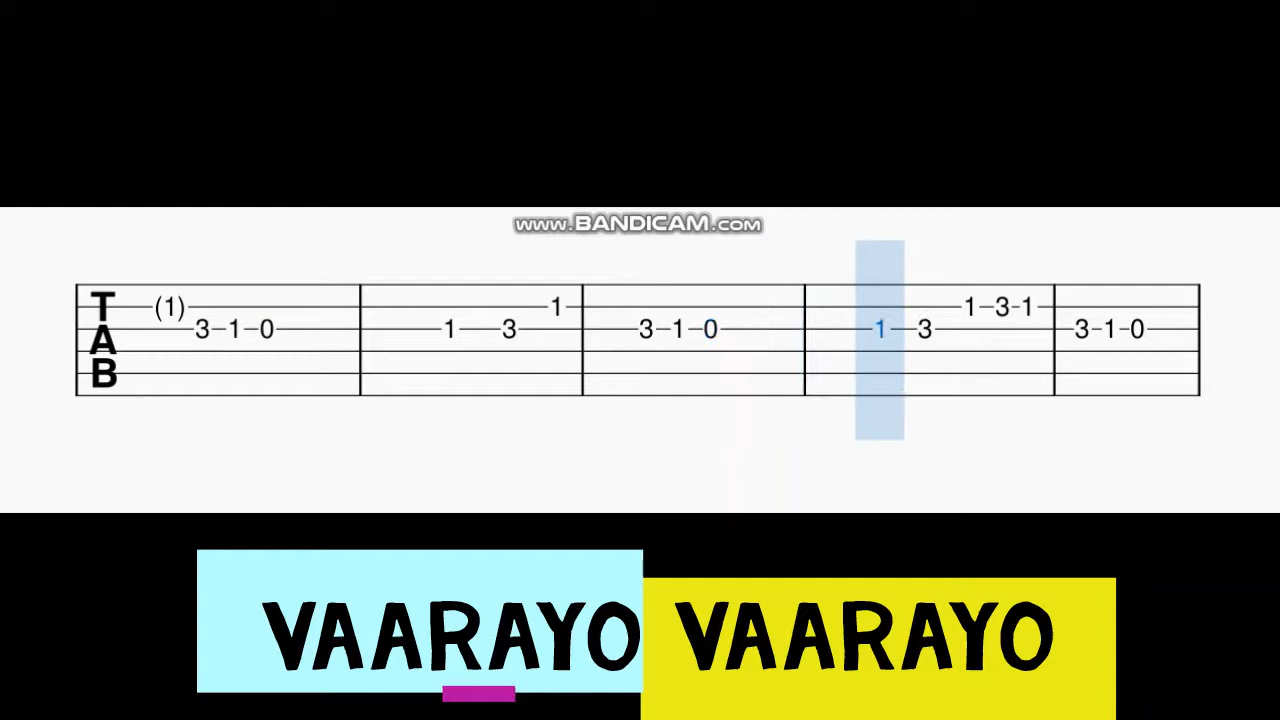 www.BANDICAM.com
(1) 1 1-3-1
T 3-1-0 1 3 3-1-0 1 3 3-1-0
A
B
VAARAYO VAARAYO